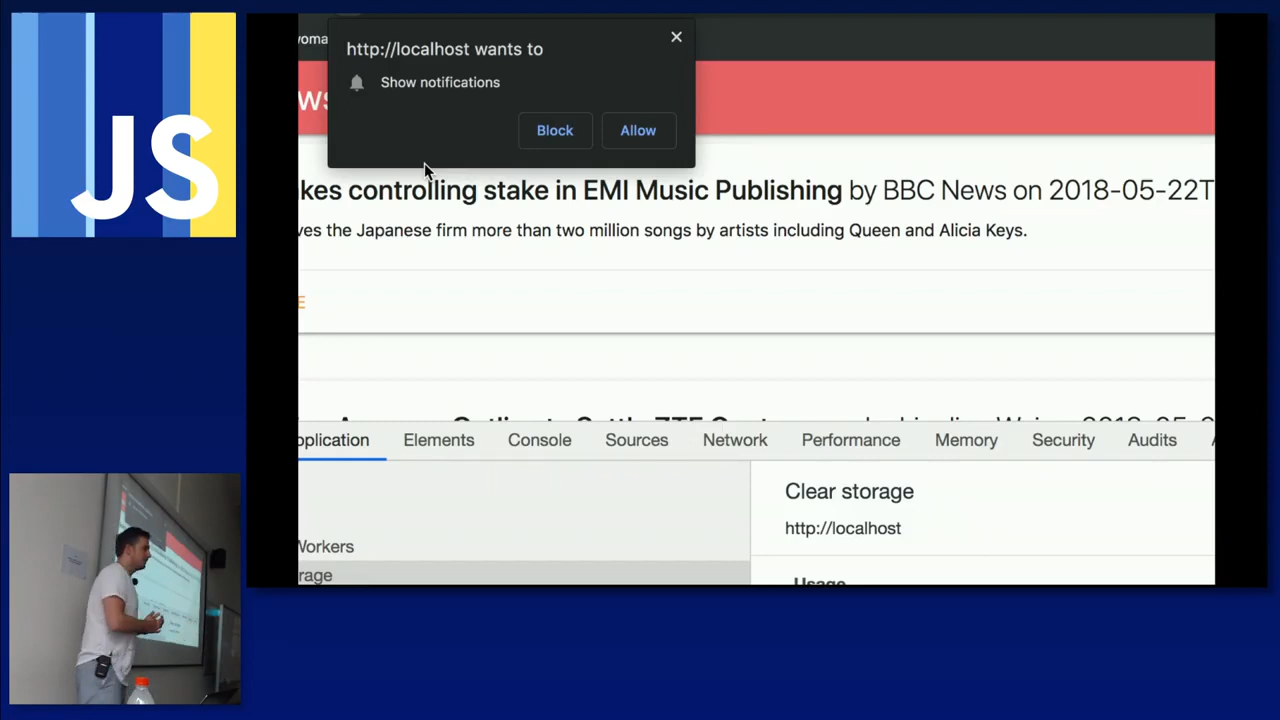 JS
http://localhost wants to
Show notifications
Block
Allow
kes controlling stake in EMI Music Publishing by BBC News on 2018-05-22T
ves the Japanese firm more than two million songs by artists including Queen and Alicia Keys.
E
pplication Elements Console Sources Network Performance Memory Security Audits
Workers
rage
Clear storage
http://localhost
Usage